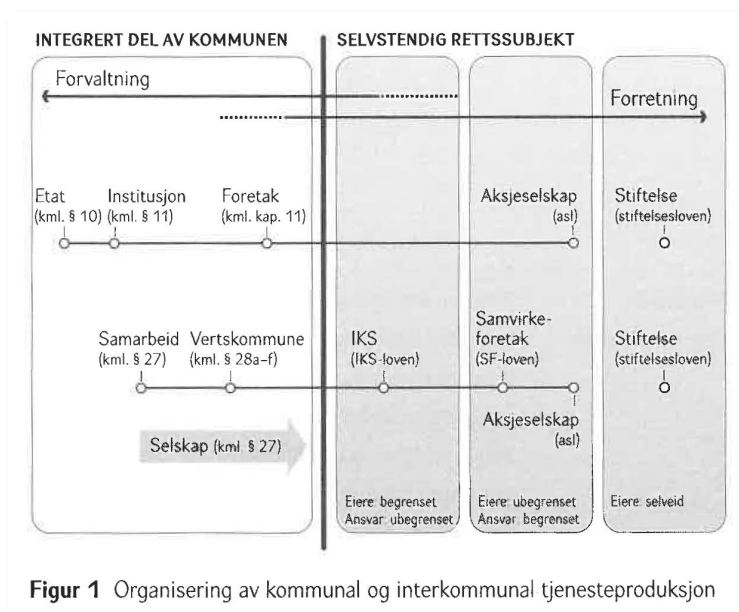 INTEGRERT DEL AV KOMMUNEN
SELVSTENDIG RETTSSUBJEKT
Forvaltning
Forretning
Etat
(kml. § 10)
Institusjon
(kml. § 11)
Foretak
(kml. kap. 11)
Aksjeselskap
(asl)
Stiftelse
(stiftelsesloven)
Samarbeid
(kml. § 27)
Vertskommune
(kml. § 28a–f)
IKS
(IKS-loven)
Samvirke-
foretak
(SF-loven)
Stiftelse
(stiftelsesloven)
Aksjeselskap
(asl)
Selskap (kml § 27)
Eiere: begrenset
Ansvar: ubegrenset
Eiere: ubegrenset
Ansvar: begrenset
Eiere: selveid
Figur 1 Organisering av kommunal og interkommunal tjenesteproduksjon